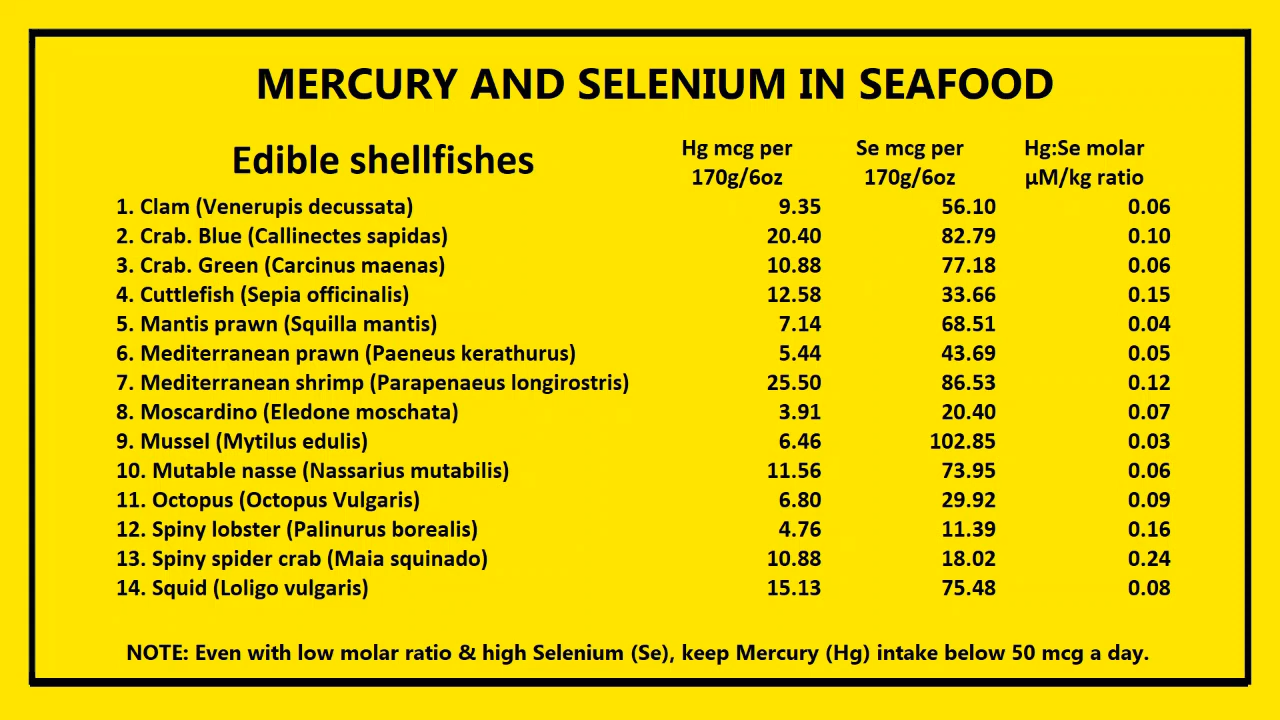 MERCURY AND SELENIUM IN SEAFOOD
Edible shellfishes
Hg mcg per 170g/6oz
Se mcg per 170g/6oz
Hg:Se molar µM/kg ratio
1. Clam (Venerupis decussata) 9.35 56.10 0.06
2. Crab. Blue (Callinectes sapidas) 20.40 82.79 0.10
3. Crab. Green (Carcinus maenas) 10.88 77.18 0.06
4. Cuttlefish (Sepia officinalis) 12.58 33.66 0.15
5. Mantis prawn (Squilla mantis) 7.14 68.51 0.04
6. Mediterranean prawn (Paeneus kerathurus) 5.44 43.69 0.05
7. Mediterranean shrimp (Parapenaeus longirostris) 25.50 86.53 0.12
8. Moscardino (Eledone moschata) 3.91 20.40 0.07
9. Mussel (Mytilus edulis) 6.46 102.85 0.03
10. Mutable nasse (Nassarius mutabilis) 11.56 73.95 0.06
11. Octopus (Octopus Vulgaris) 6.80 29.92 0.09
12. Spiny lobster (Palinurus borealis) 4.76 11.39 0.16
13. Spiny spider crab (Maia squinado) 10.88 18.02 0.24
14. Squid (Loligo vulgaris) 15.13 75.48 0.08
NOTE: Even with low molar ratio & high Selenium (Se), keep Mercury (Hg) intake below 50 mcg a day.